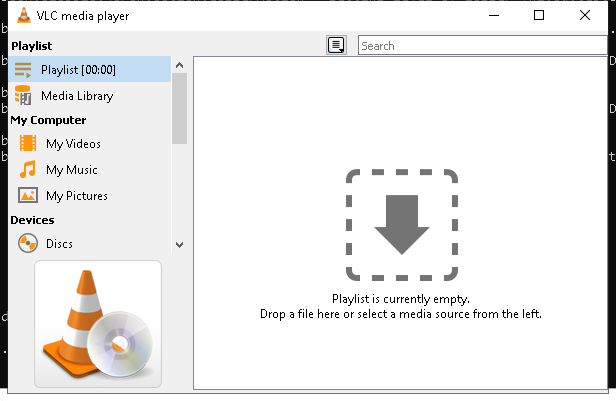 VLC media player
Playlist
Search
Playlist [00:00]
Media Library
My Computer
My Videos
My Music
My Pictures
Devices
Discs
Playlist is currently empty.
Drop a file here or select a media source from the left.